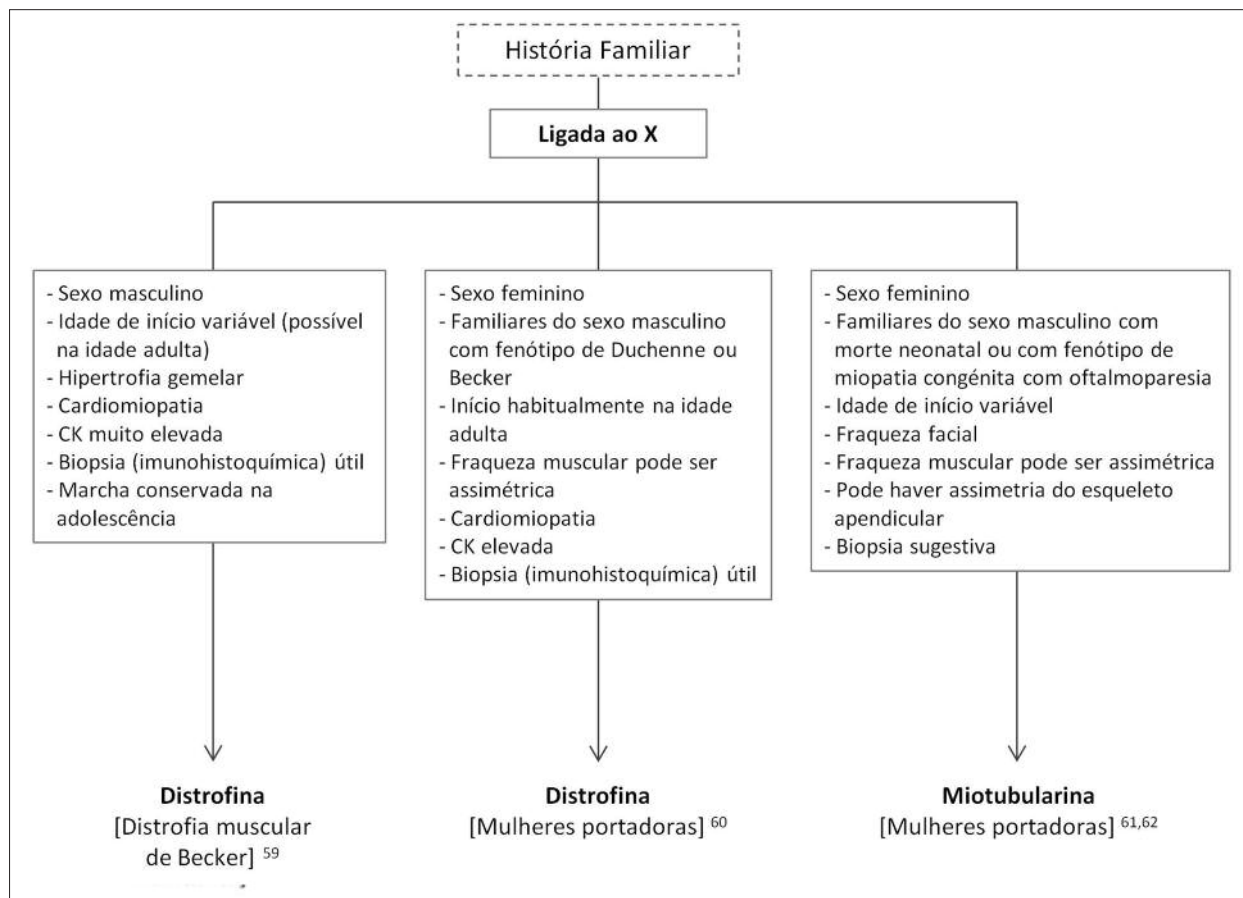 História Familiar
Ligada ao X
- Sexo masculino
- Idade de início variável (possível
na idade adulta)
- Hipertrofia gemelar
- Cardiomiopatia
- CK muito elevada
- Biopsia (imunohistoquímica) útil
- Marcha conservada na
adolescência
- Sexo feminino
- Familiares do sexo masculino
com fenótipo de Duchenne ou
Becker
- Início habitualmente na idade
adulta
- Fraqueza muscular pode ser
assimétrica
- Cardiomiopatia
- CK elevada
- Biopsia (imunohistoquímica) útil
- Sexo feminino
- Familiares do sexo masculino com
morte neonatal ou com fenótipo de
miopatia congénita com oftalmoparesia
- Idade de início variável
- Fraqueza facial
- Fraqueza muscular pode ser assimétrica
- Pode haver assimetria do esqueleto
apendicular
- Biopsia sugestiva
Distrofina
[Distrofia muscular
de Becker] 59
Distrofina
[Mulheres portadoras] 60
Miotubularina
[Mulheres portadoras] 61,62